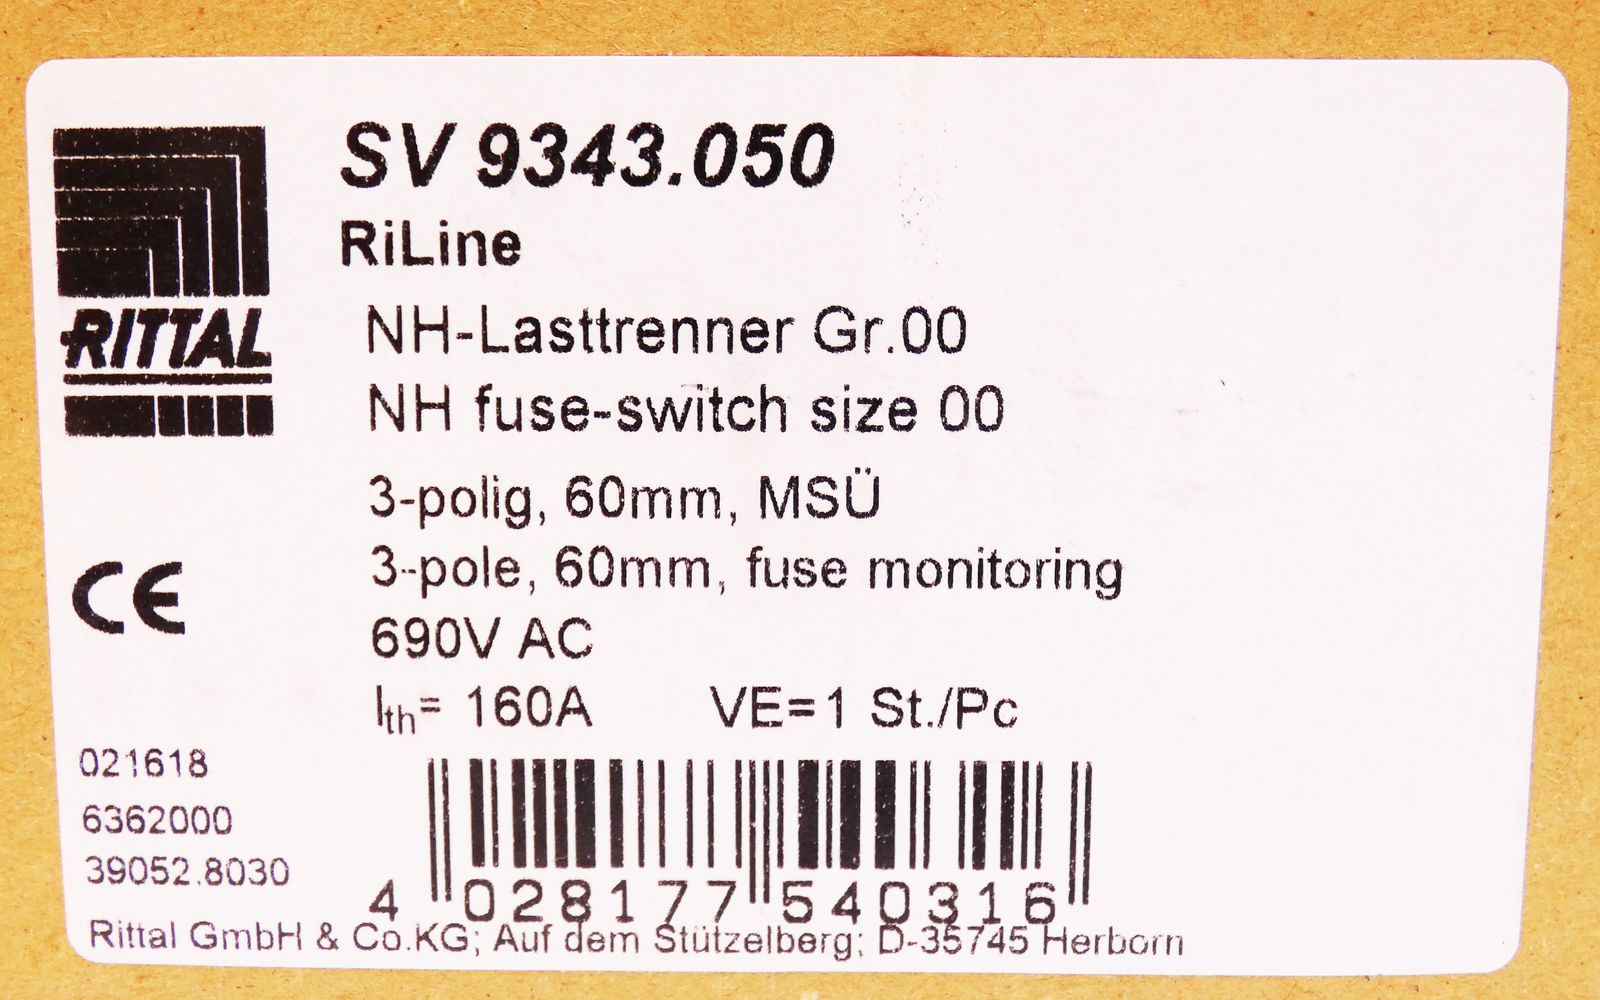 SV 9343.050
RiLine
RITTAL
NH-Lasttrenner Gr.00
NH fuse-switch size 00
3-polig, 60mm, MSÜ
3-pole, 60mm, fuse monitoring
CE
690V AC
Ith= 160A VE=1 St./Pc
021618
6362000
39052.8030
4 028177 540316
Rittal GmbH & Co.KG; Auf dem Stützelberg; D-35745 Herborn